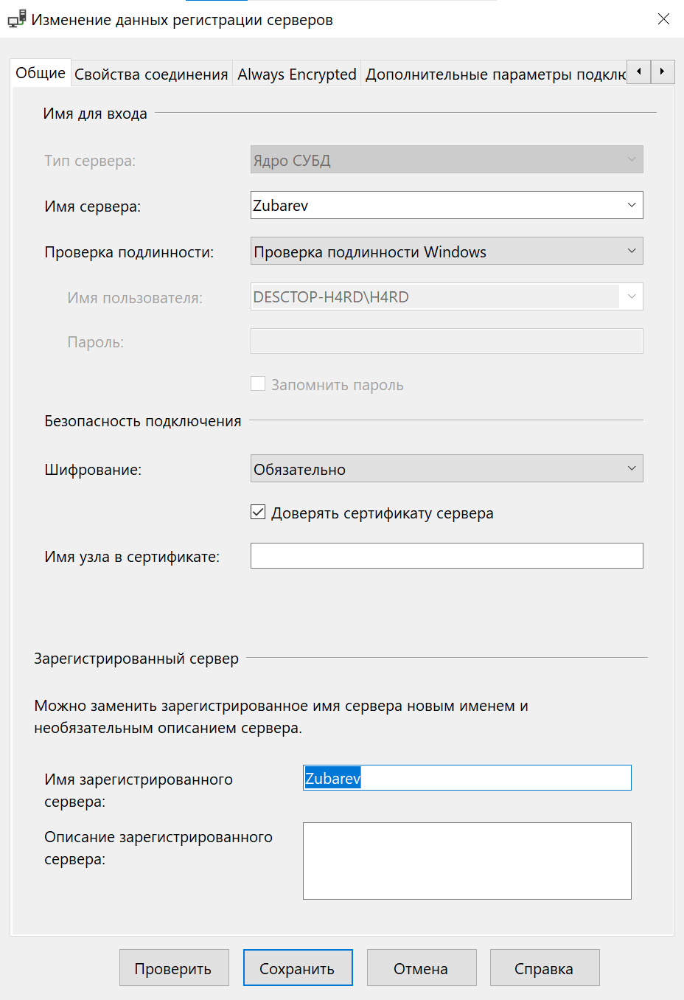 Изменение данных регистрации серверов
Общие
Свойства соединения
Always Encrypted
Дополнительные параметры подклю
Имя для входа
Тип сервера:
Ядро СУБД
Имя сервера:
Zubarev
Проверка подлинности:
Проверка подлинности Windows
Имя пользователя:
DESCTOP-H4RD\H4RD
Пароль:
Запомнить пароль
Безопасность подключения
Шифрование:
Обязательно
Доверять сертификату сервера
Имя узла в сертификате:
Зарегистрированный сервер
Можно заменить зарегистрированное имя сервера новым именем и
необязательным описанием сервера.
Имя зарегистрированного
сервера:
Zubarev
Описание зарегистрированного
сервера:
Проверить
Сохранить
Отмена
Справка